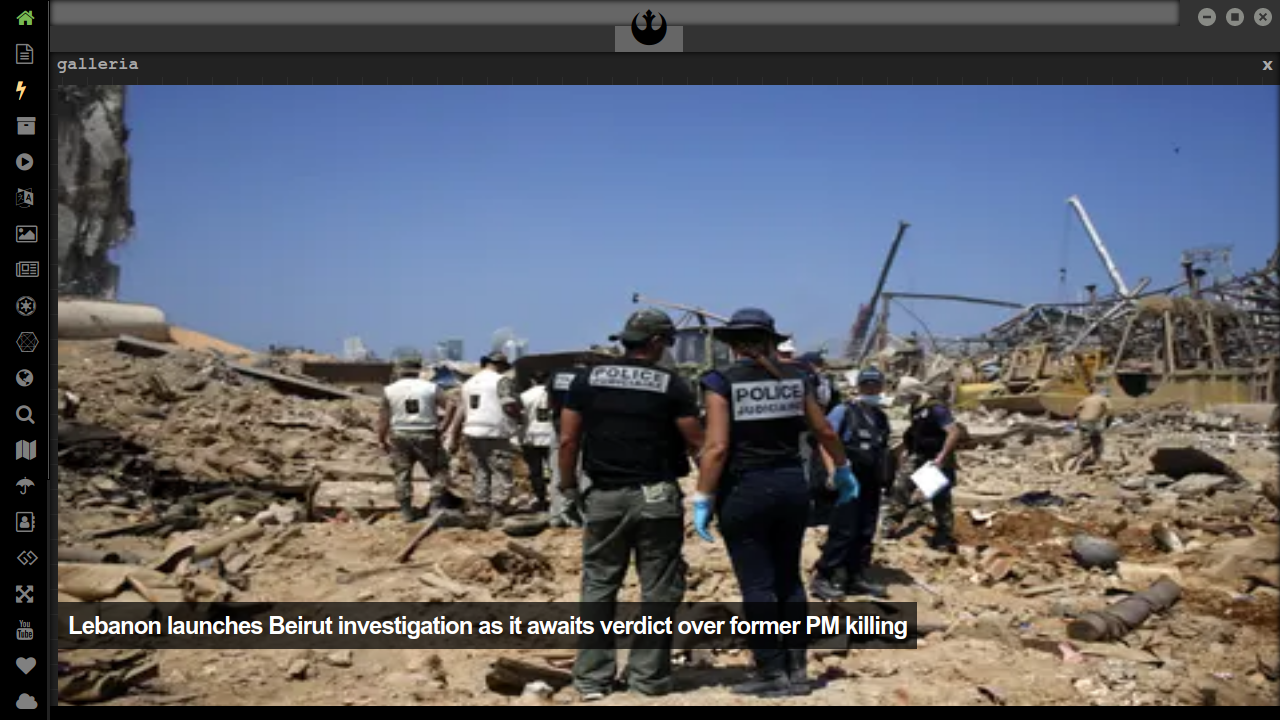 galleria
x
POLICE
JUDICIAIRE
POLICE
JUDICIAIRE
Lebanon launches Beirut investigation as it awaits verdict over former PM killing
You
Tube